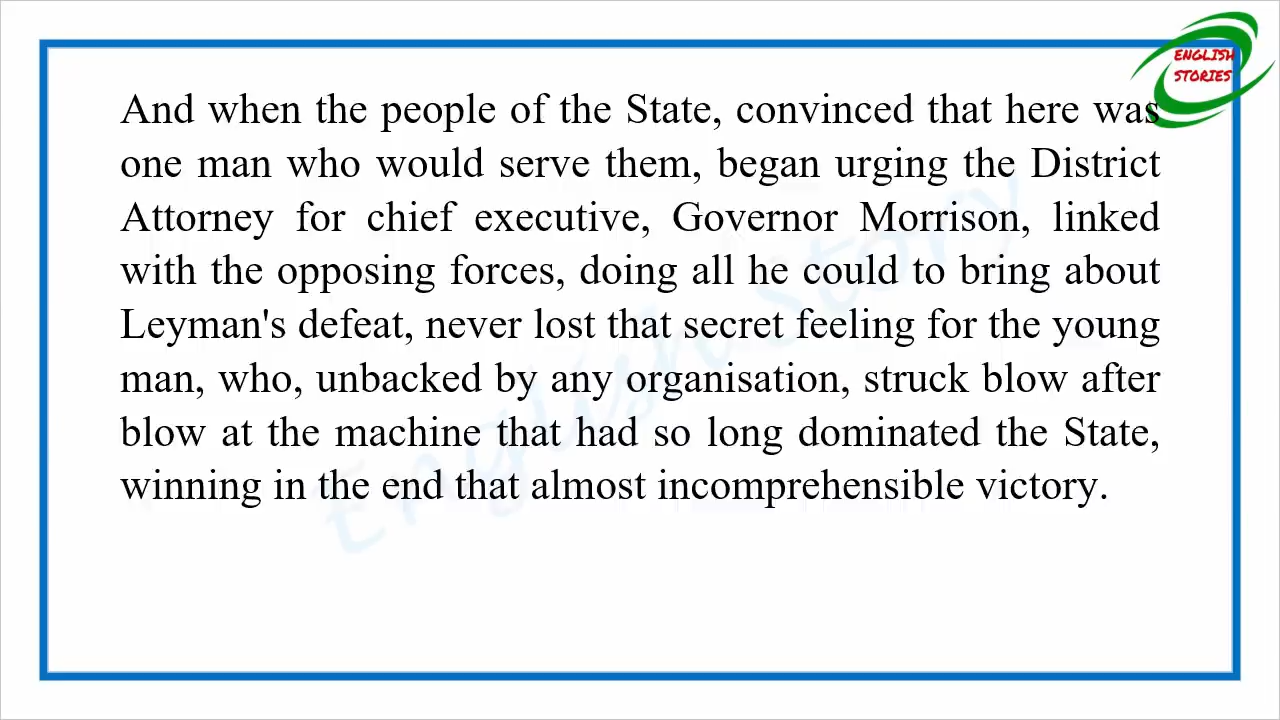 ENGLISH
STORIES
And when the people of the State, convinced that here was
one man who would serve them, began urging the District
Attorney for chief executive, Governor Morrison, linked
with the opposing forces, doing all he could to bring about
Leyman's defeat, never lost that secret feeling for the young
man, who, unbacked by any organisation, struck blow after
blow at the machine that had so long dominated the State,
winning in the end that almost incomprehensible victory.
English Story